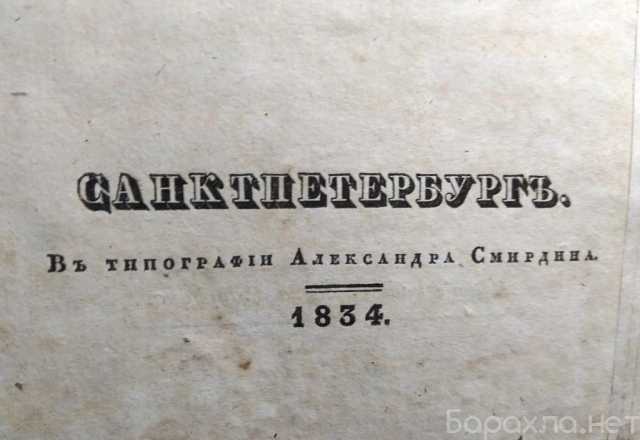 САНКТПЕТЕРБУРГЪ.
Въ типографіи Александра Смирдина.
1834.
Барахла.нет